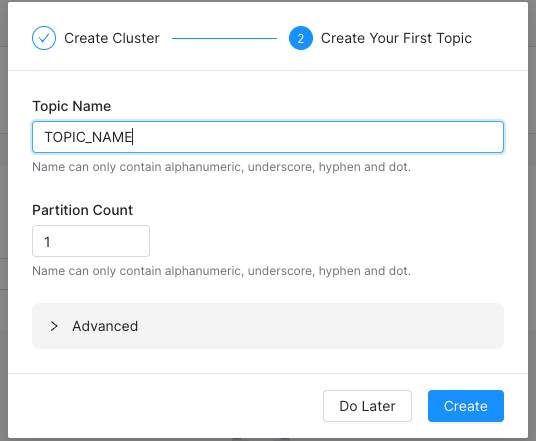 Create Cluster
2 Create Your First Topic
Topic Name
TOPIC_NAME
Name can only contain alphanumeric, underscore, hyphen and dot.
Partition Count
1
Name can only contain alphanumeric, underscore, hyphen and dot.
Advanced
Do Later Create